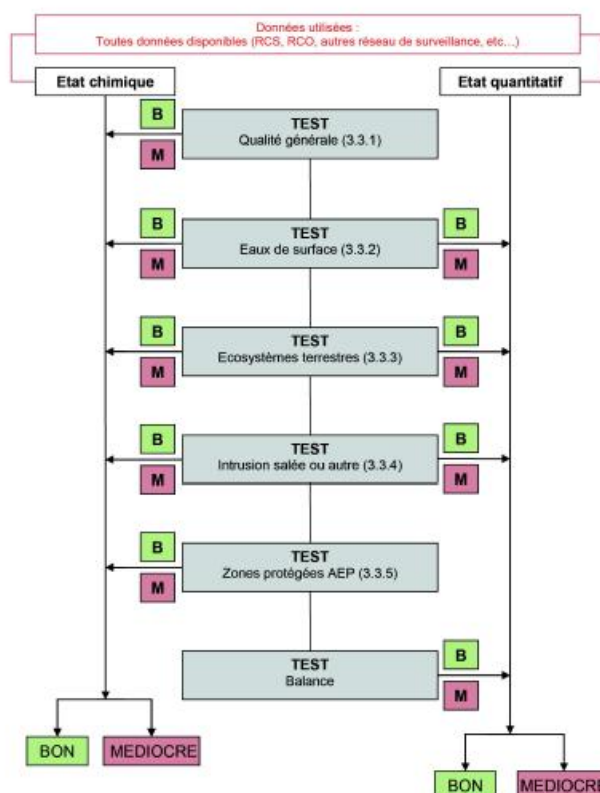 Données utilisées :
Toutes données disponibles (RCS, RCO, autres réseau de surveillance, etc...)
Etat chimique
Etat quantitatif
B
TEST
Qualité générale (3.3.1)
M
B
TEST
Eaux de surface (3.3.2)
B
M
M
B
TEST
Ecosystèmes terrestres (3.3.3)
B
M
M
B
TEST
Intrusion salée ou autre (3.3.4)
B
M
M
B
TEST
Zones protégées AEP (3.3.5)
M
TEST
Balance
B
M
BON
MEDIOCRE
BON
MEDIOCRE